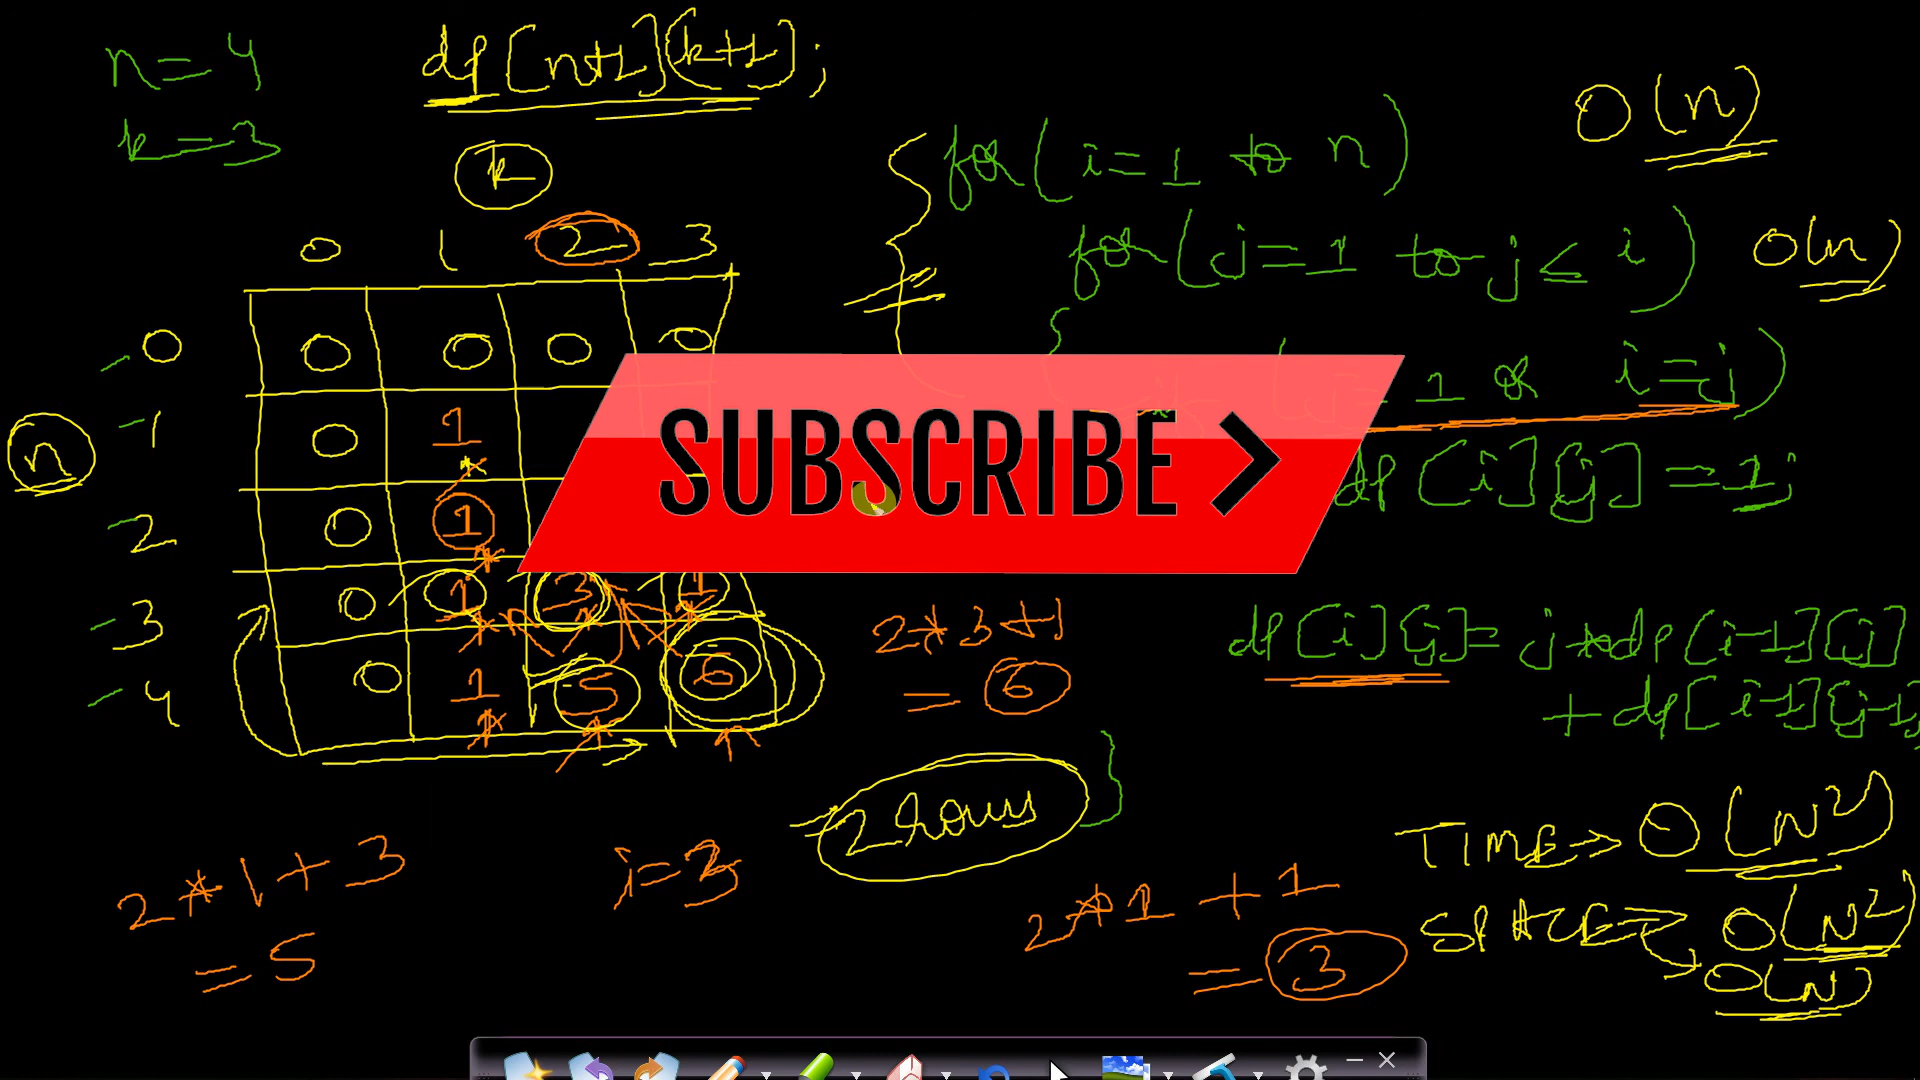 n=4
k=3
dp[n+1][k+1];
k
0 1 2 3
-0 0 0 0 0
n
-1 0 1
-2 0 1
-3 0 1 3 1
-4 0 1 5 6
for(i=1 to n)
O(n)
for(j=1 to j≤i)
O(n)
1 or i=j)
dp[i][j]=1;
SUBSCRIBE >
2*3+1
=6
dp[i][j]=j*dp[i-1][j]
+dp[i-1][j-1]
}
2 rows
2*1+3
=5
i=3
2*1+1
=3
TIME→O(N²)
SPACE→O(N²)
→O(N)